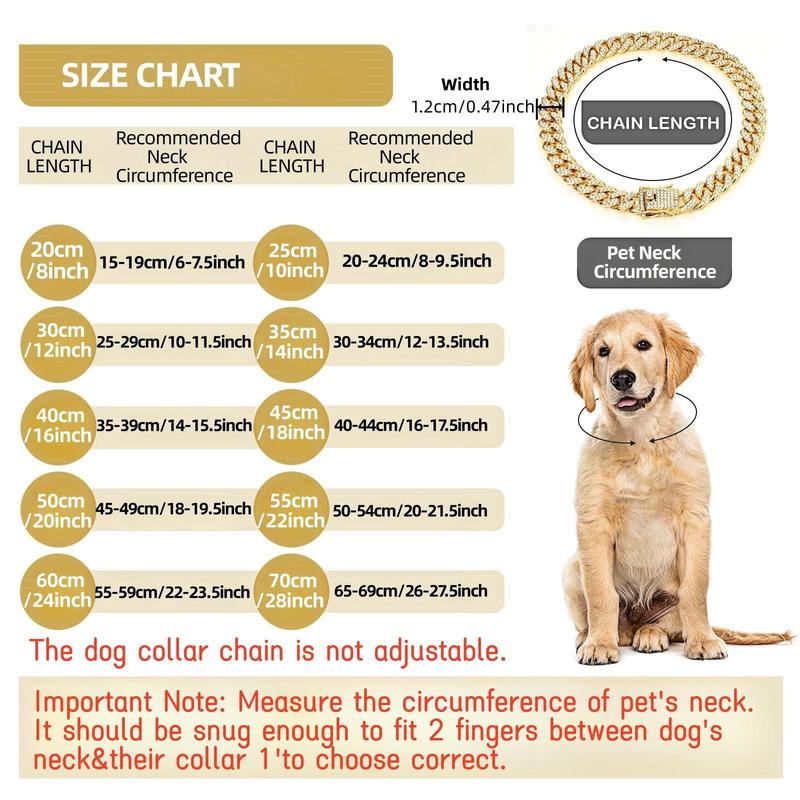 SIZE CHART
Width
1.2cm/0.47inch
CHAIN LENGTH
CHAIN
LENGTH
Recommended
Neck
Circumference
CHAIN
LENGTH
Recommended
Neck
Circumference
Pet Neck
Circumference
20cm
/8inch
15-19cm/6-7.5inch
25cm
/10inch
20-24cm/8-9.5inch
30cm
/12inch
25-29cm/10-11.5inch
35cm
/14inch
30-34cm/12-13.5inch
40cm
/16inch
35-39cm/14-15.5inch
45cm
/18inch
40-44cm/16-17.5inch
50cm
/20inch
45-49cm/18-19.5inch
55cm
/22inch
50-54cm/20-21.5inch
60cm
/24inch
55-59cm/22-23.5inch
70cm
/28inch
65-69cm/26-27.5inch
The dog collar chain is not adjustable.
Important Note: Measure the circumference of pet's neck.
It should be snug enough to fit 2 fingers between dog's
neck&their collar 1'to choose correct.